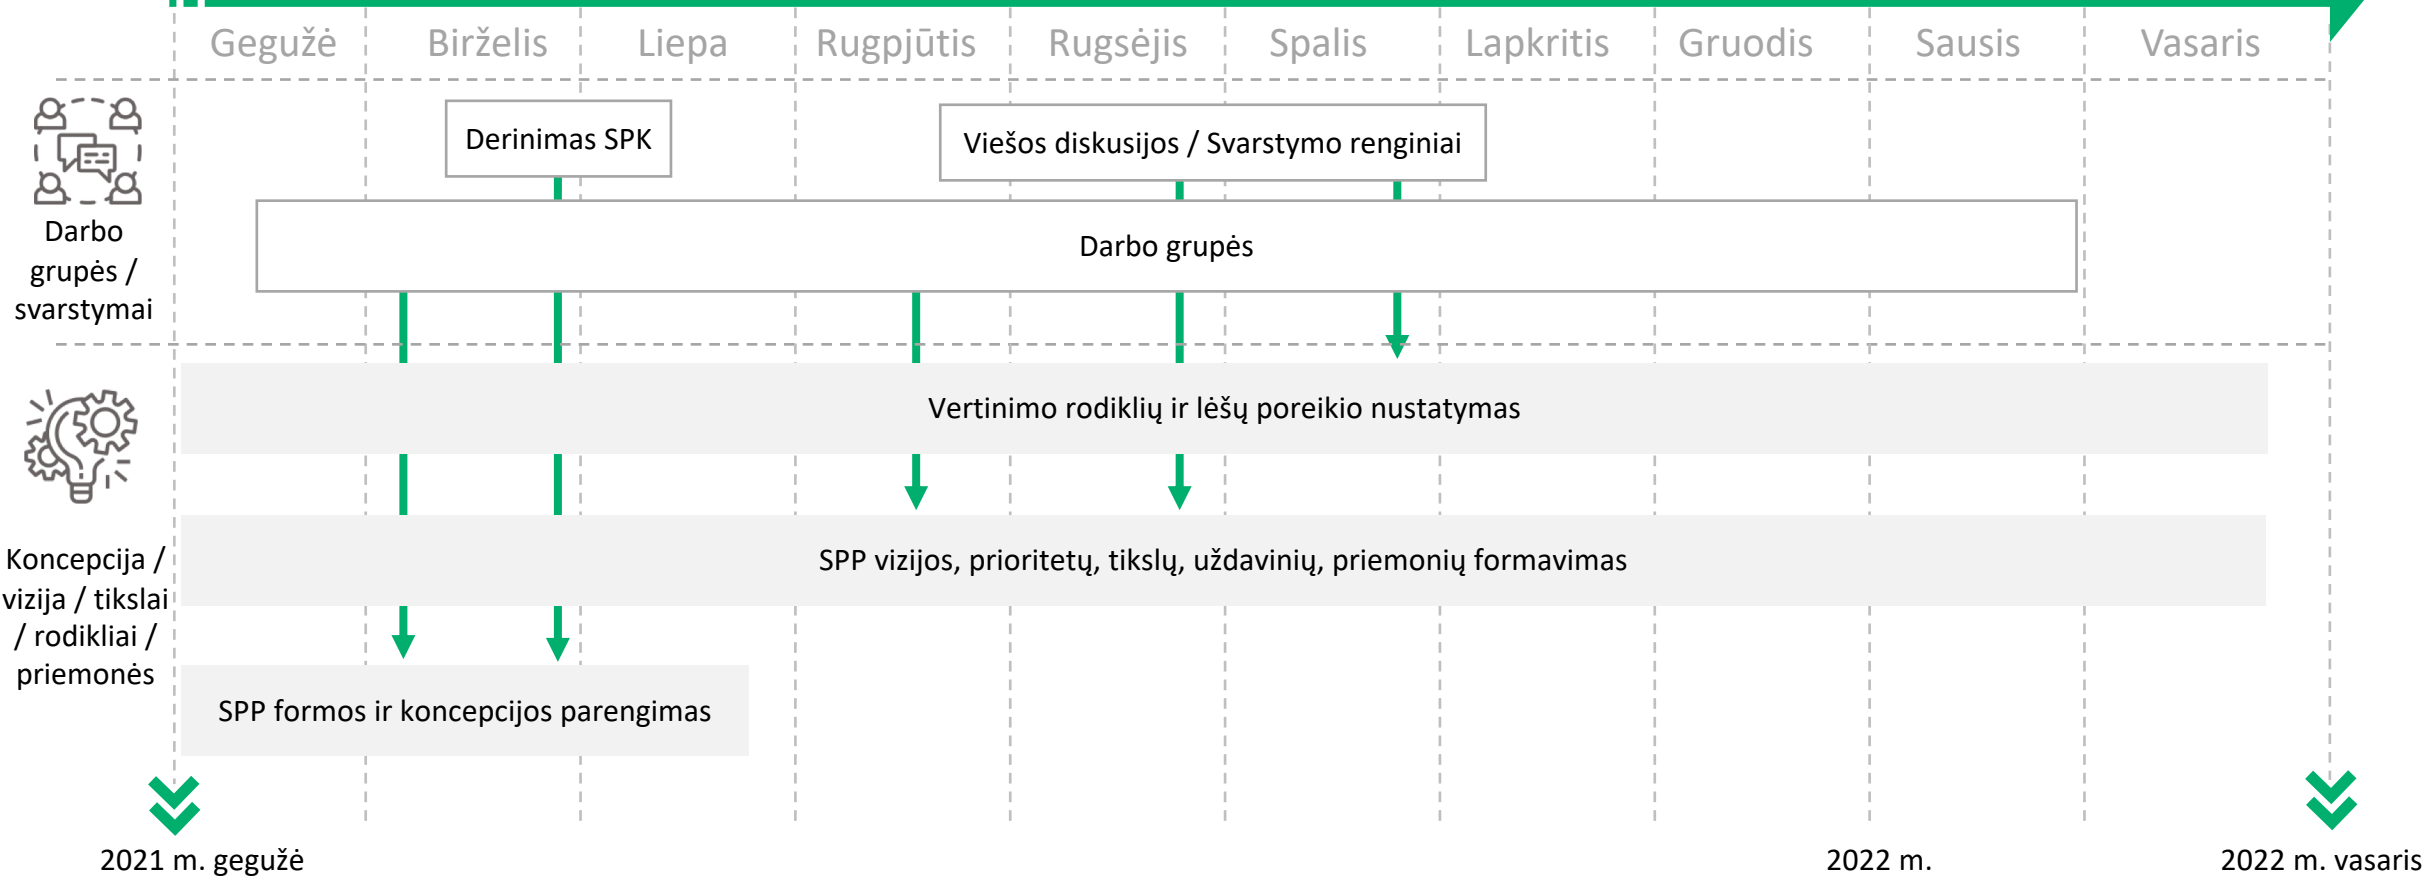 Gegužė
Birželis
Liepa
Rugpjūtis
Rugsėjis
Spalis
Lapkritis
Gruodis
Sausis
Vasaris
Derinimas SPK
Viešos diskusijos / Svarstymo renginiai
Darbo
grupės /
svarstymai
Darbo grupės
Vertinimo rodiklių ir lėšų poreikio nustatymas
Koncepcija /
vizija / tikslai
/ rodikliai /
priemonės
SPP vizijos, prioritetų, tikslų, uždavinių, priemonių formavimas
SPP formos ir koncepcijos parengimas
2021 m. gegužė
2022 m.
2022 m. vasaris